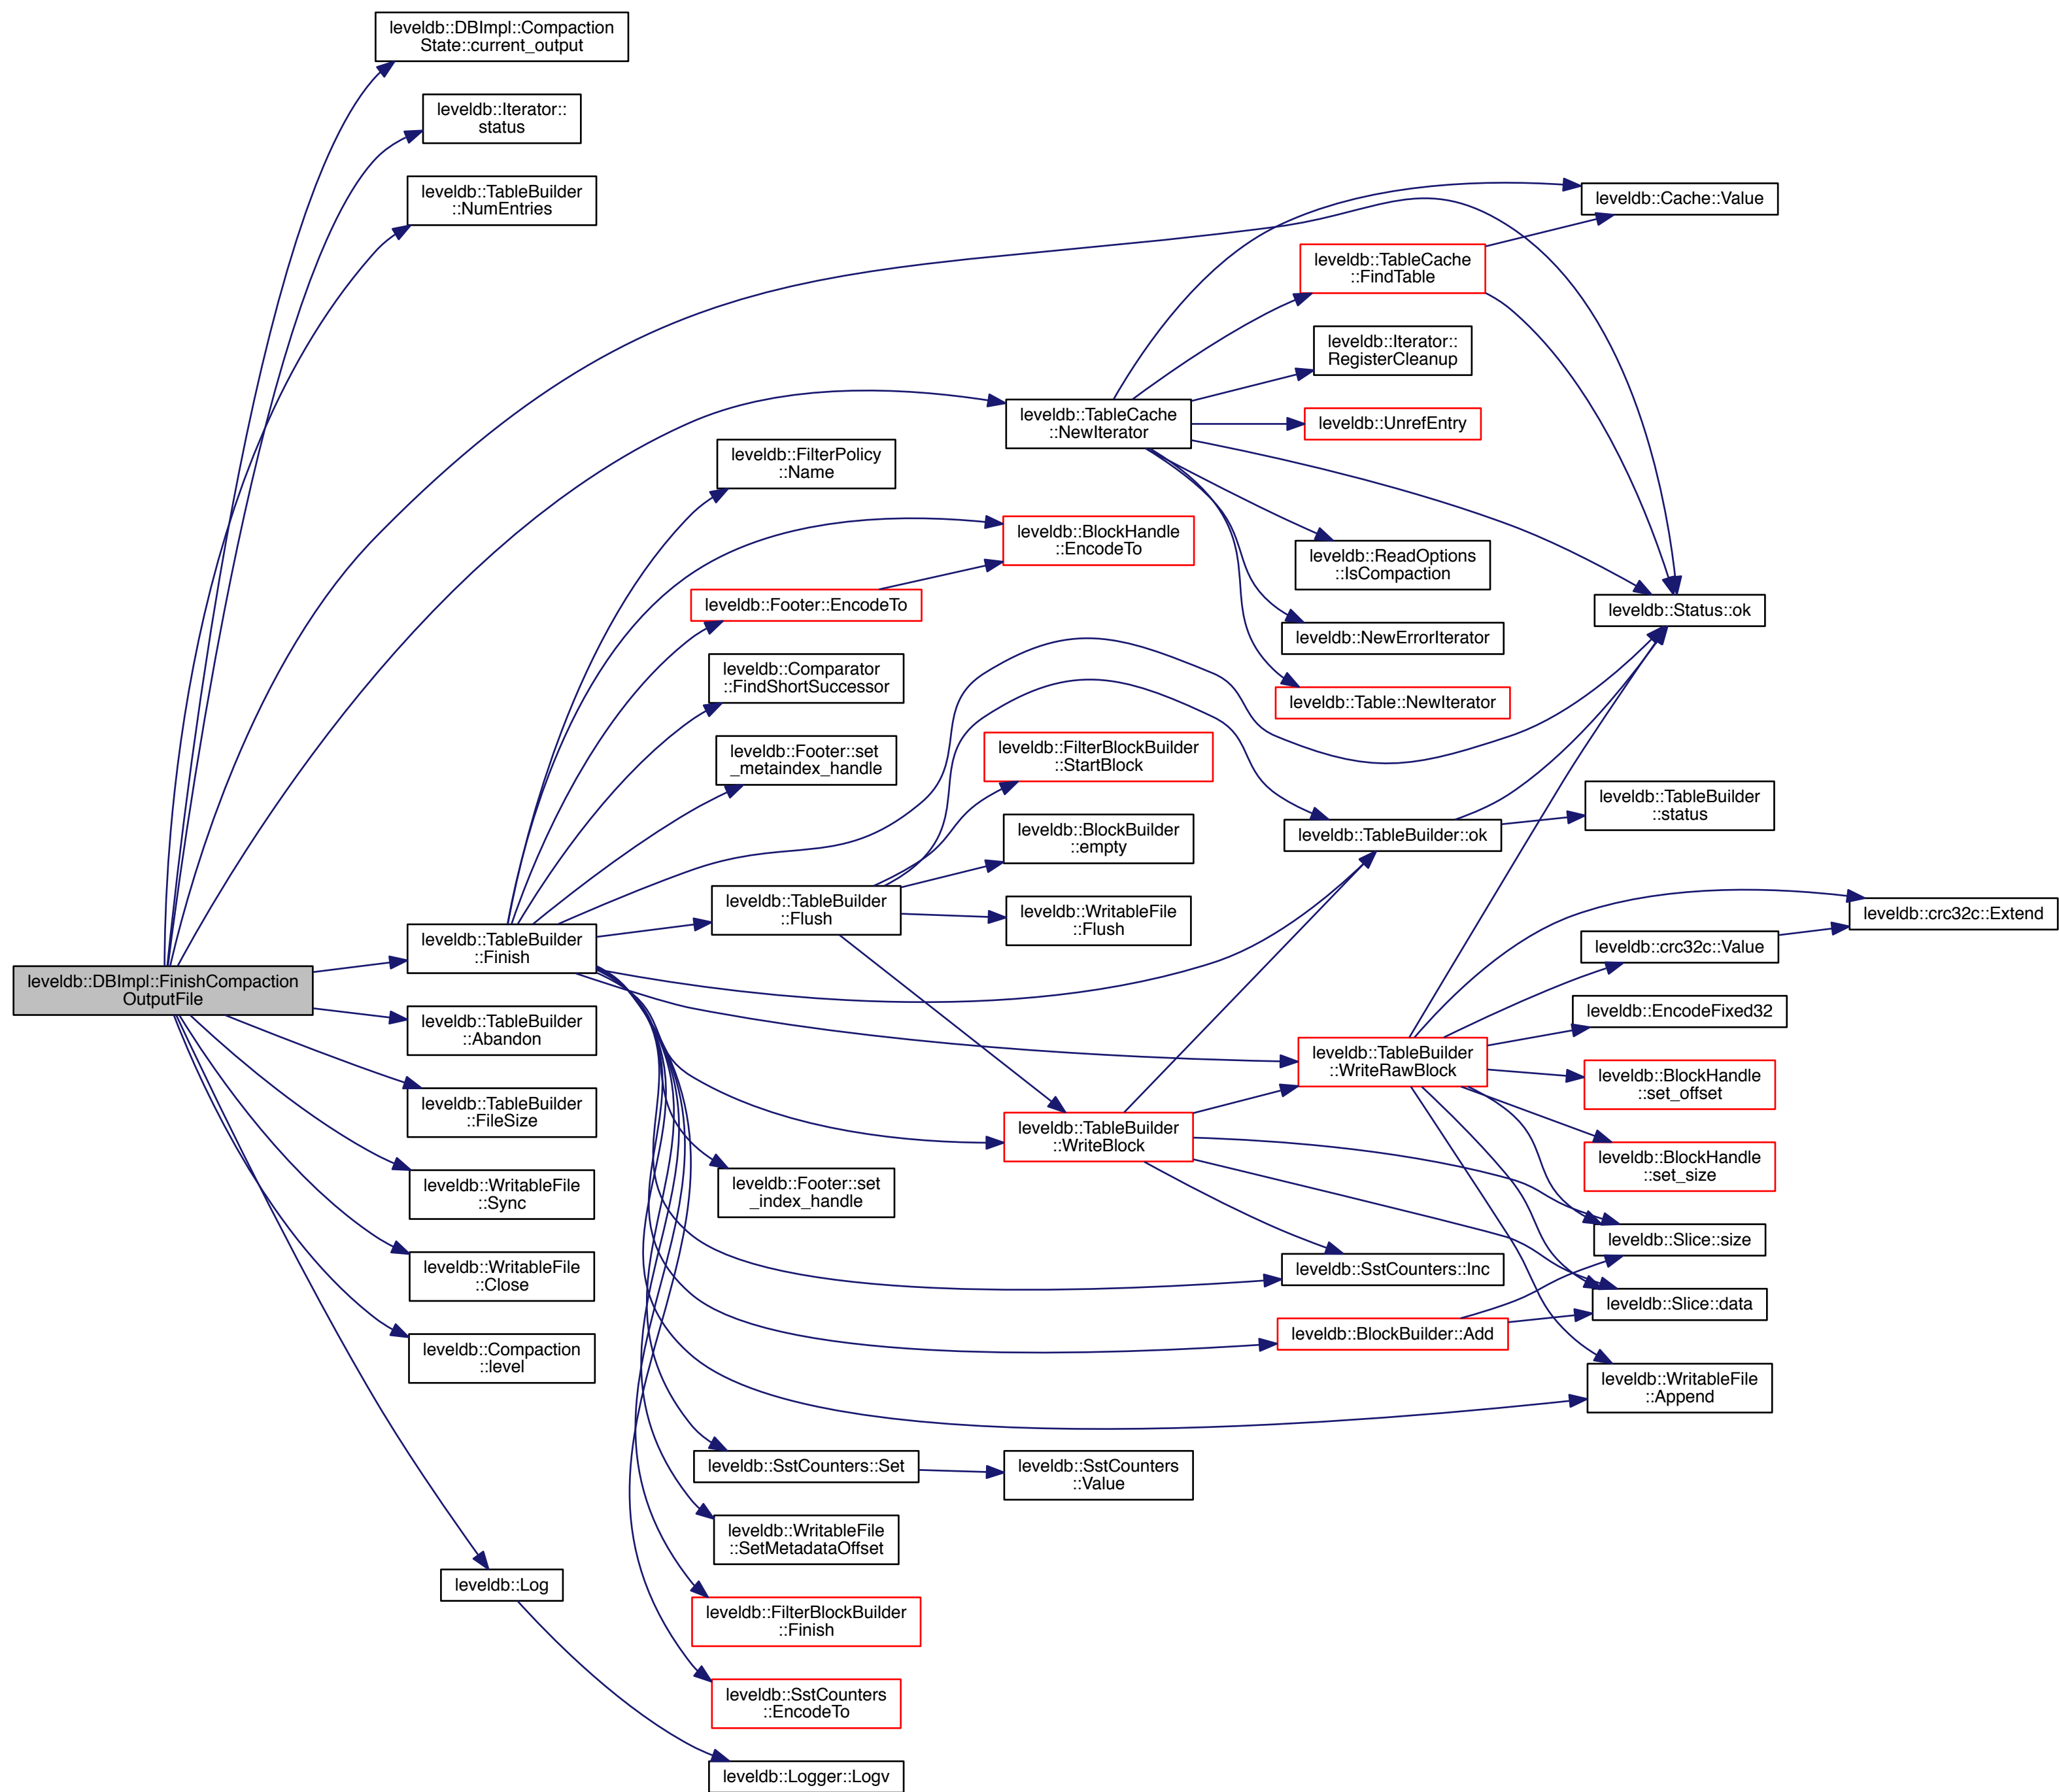 leveldb::DBImpl::Compaction
State::current_output
leveldb::Iterator::
status
leveldb::TableBuilder
::NumEntries
leveldb::Cache::Value
leveldb::TableCache
::FindTable
leveldb::Iterator::
RegisterCleanup
leveldb::TableCache
::NewIterator
leveldb::UnrefEntry
leveldb::FilterPolicy
::Name
leveldb::BlockHandle
::EncodeTo
leveldb::ReadOptions
::IsCompaction
leveldb::Footer::EncodeTo
leveldb::Status::ok
leveldb::NewErrorIterator
leveldb::Comparator
::FindShortSuccessor
leveldb::Table::NewIterator
leveldb::Footer::set
_metaindex_handle
leveldb::FilterBlockBuilder
::StartBlock
leveldb::TableBuilder
::status
leveldb::BlockBuilder
::empty
leveldb::TableBuilder::ok
leveldb::TableBuilder
::Flush
leveldb::WritableFile
::Flush
leveldb::crc32c::Extend
leveldb::TableBuilder
::Finish
leveldb::crc32c::Value
leveldb::DBImpl::FinishCompaction
OutputFile
leveldb::EncodeFixed32
leveldb::TableBuilder
::Abandon
leveldb::TableBuilder
::WriteRawBlock
leveldb::BlockHandle
::set_offset
leveldb::TableBuilder
::FileSize
leveldb::TableBuilder
::WriteBlock
leveldb::BlockHandle
::set_size
leveldb::WritableFile
::Sync
leveldb::Footer::set
_index_handle
leveldb::Slice::size
leveldb::WritableFile
::Close
leveldb::SstCounters::Inc
leveldb::Slice::data
leveldb::BlockBuilder::Add
leveldb::Compaction
::level
leveldb::WritableFile
::Append
leveldb::SstCounters::Set
leveldb::SstCounters
::Value
leveldb::WritableFile
::SetMetadataOffset
leveldb::Log
leveldb::FilterBlockBuilder
::Finish
leveldb::SstCounters
::EncodeTo
leveldb::Logger::Logv